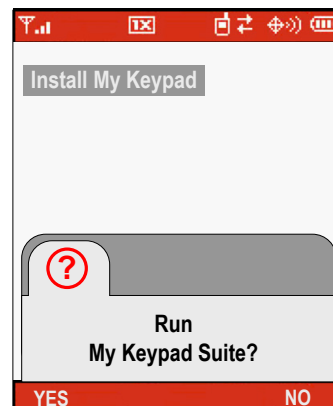 1X
Install My Keypad
?
Run
My Keypad Suite?
YES
NO